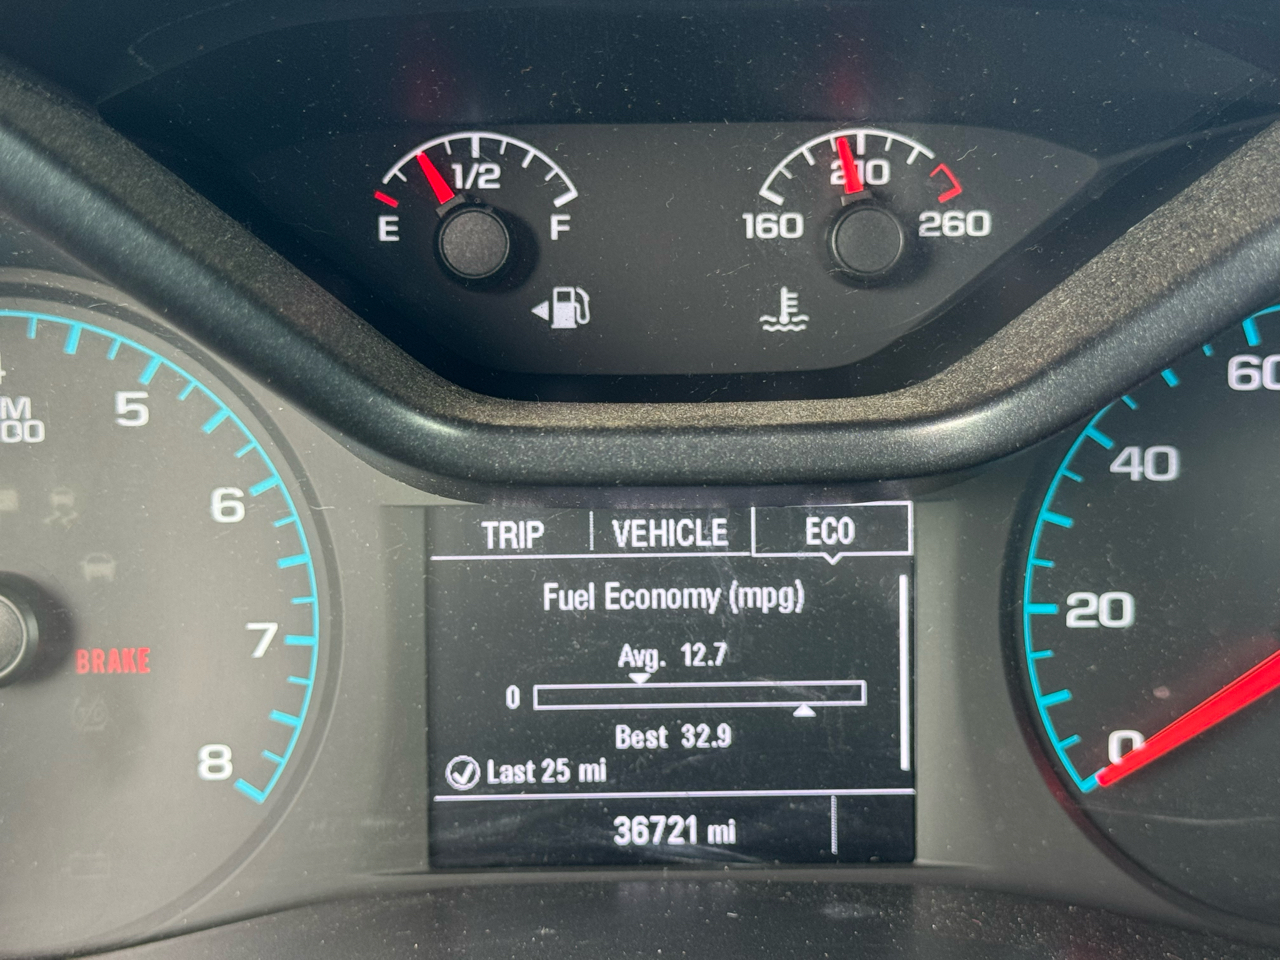 1/2
E
F
210
160
260
5
6
7
8
BRAKE
TRIP
VEHICLE
ECO
Fuel Economy (mpg)
Avg. 12.7
0
Best 32.9
Last 25 mi
36721 mi
60
40
20
0